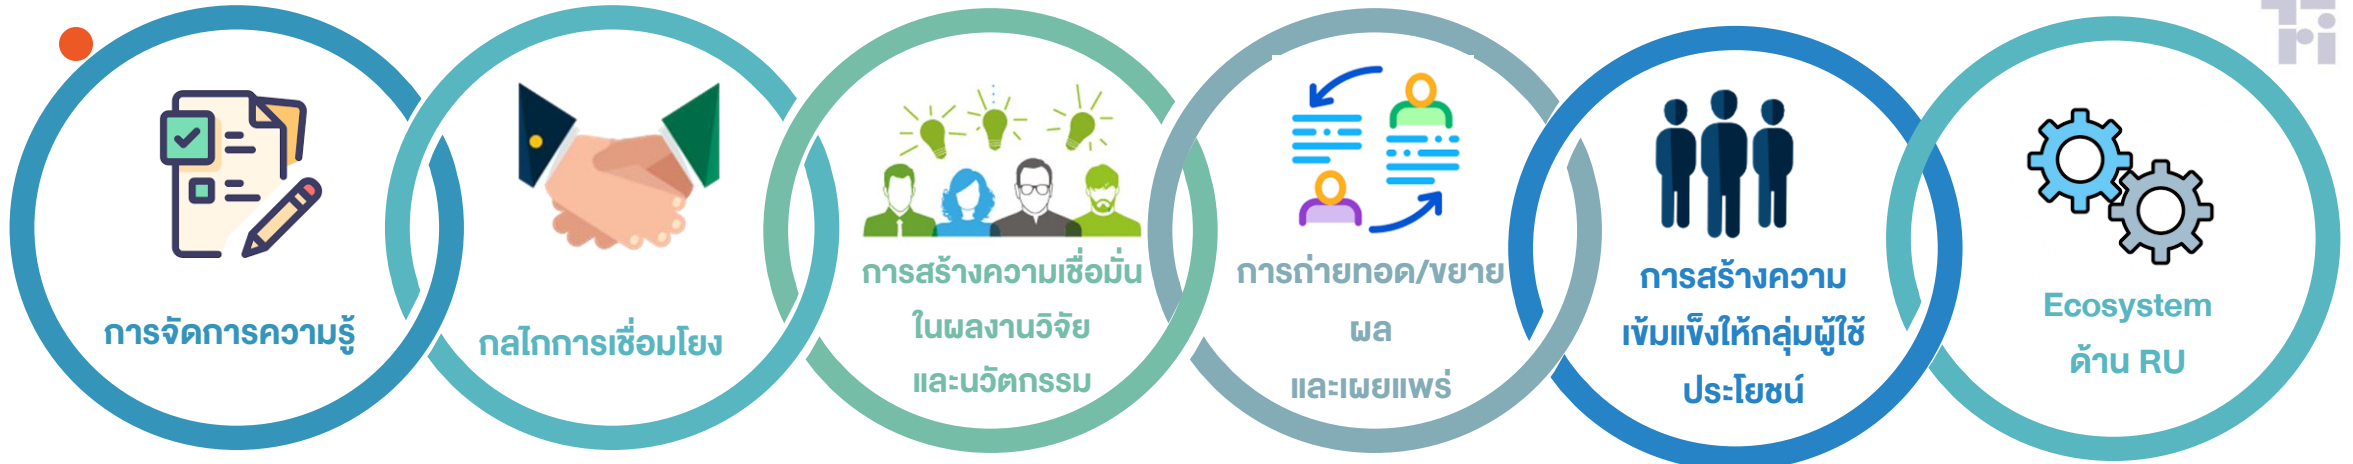 การจัดการความรู้
กลไกการเชื่อมโยง
การสร้างความเชื่อมั่น
ในผลงานวิจัย
และนวัตกรรม
การถ่ายทอด/ขยาย
ผล
และเผยแพร่
การสร้างความ
เข้มแข็งให้กลุ่มผู้ใช้
ประโยชน์
Ecosystem
ด้าน RU